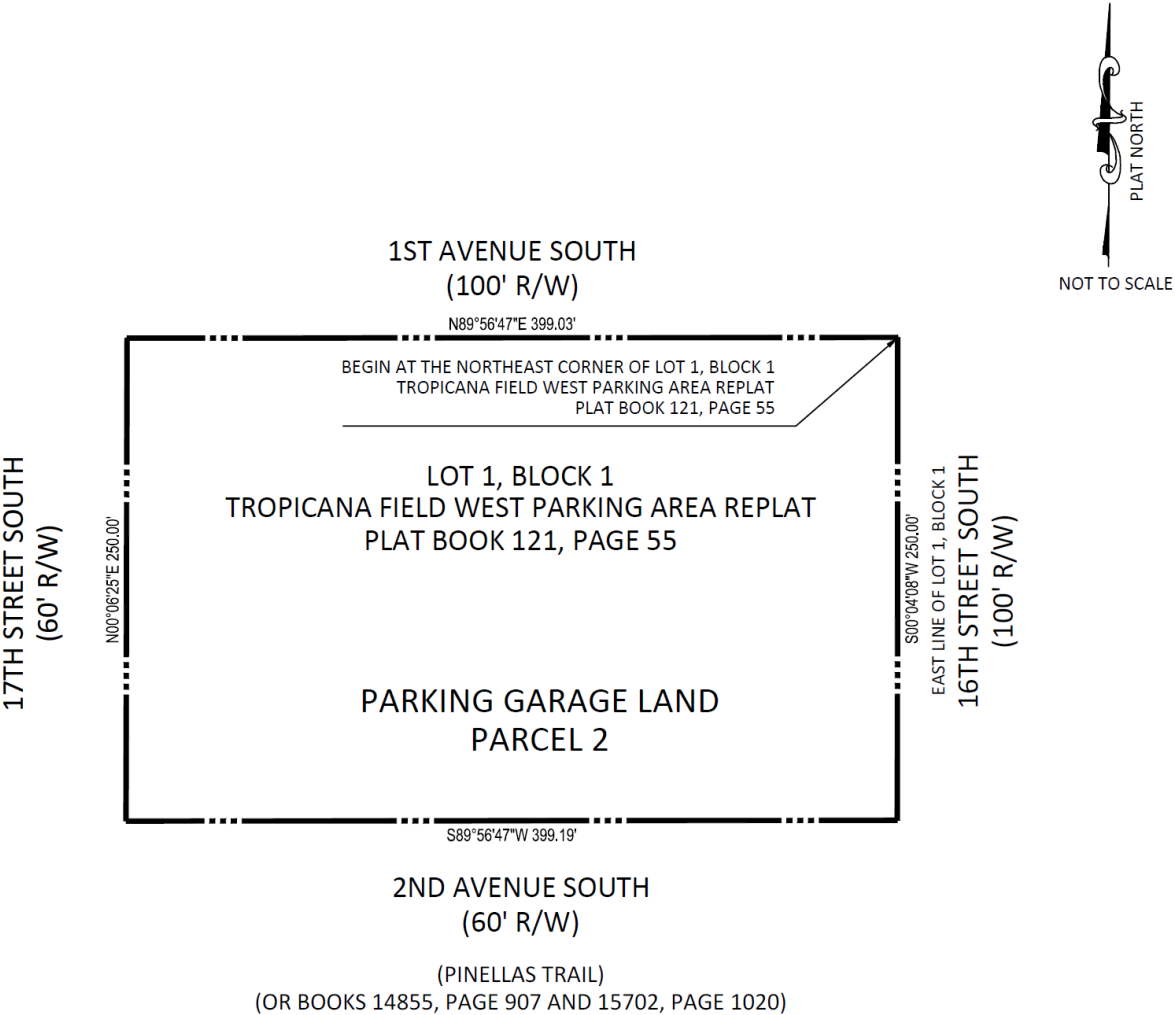 PLAT NORTH
NOT TO SCALE
1ST AVENUE SOUTH
(100' R/W)
N89°56'47"E 399.03'
BEGIN AT THE NORTHEAST CORNER OF LOT 1, BLOCK 1
TROPICANA FIELD WEST PARKING AREA REPLAT
PLAT BOOK 121, PAGE 55
LOT 1, BLOCK 1
TROPICANA FIELD WEST PARKING AREA REPLAT
PLAT BOOK 121, PAGE 55
17TH STREET SOUTH
(60' R/W)
N00°06'25"E 250.00'
S00°04'08"W 250.00'
EAST LINE OF LOT 1, BLOCK 1
16TH STREET SOUTH
(100' R/W)
PARKING GARAGE LAND
PARCEL 2
S89°56'47"W 399.19'
2ND AVENUE SOUTH
(60' R/W)
(PINELLAS TRAIL)
(OR BOOKS 14855, PAGE 907 AND 15702, PAGE 1020)